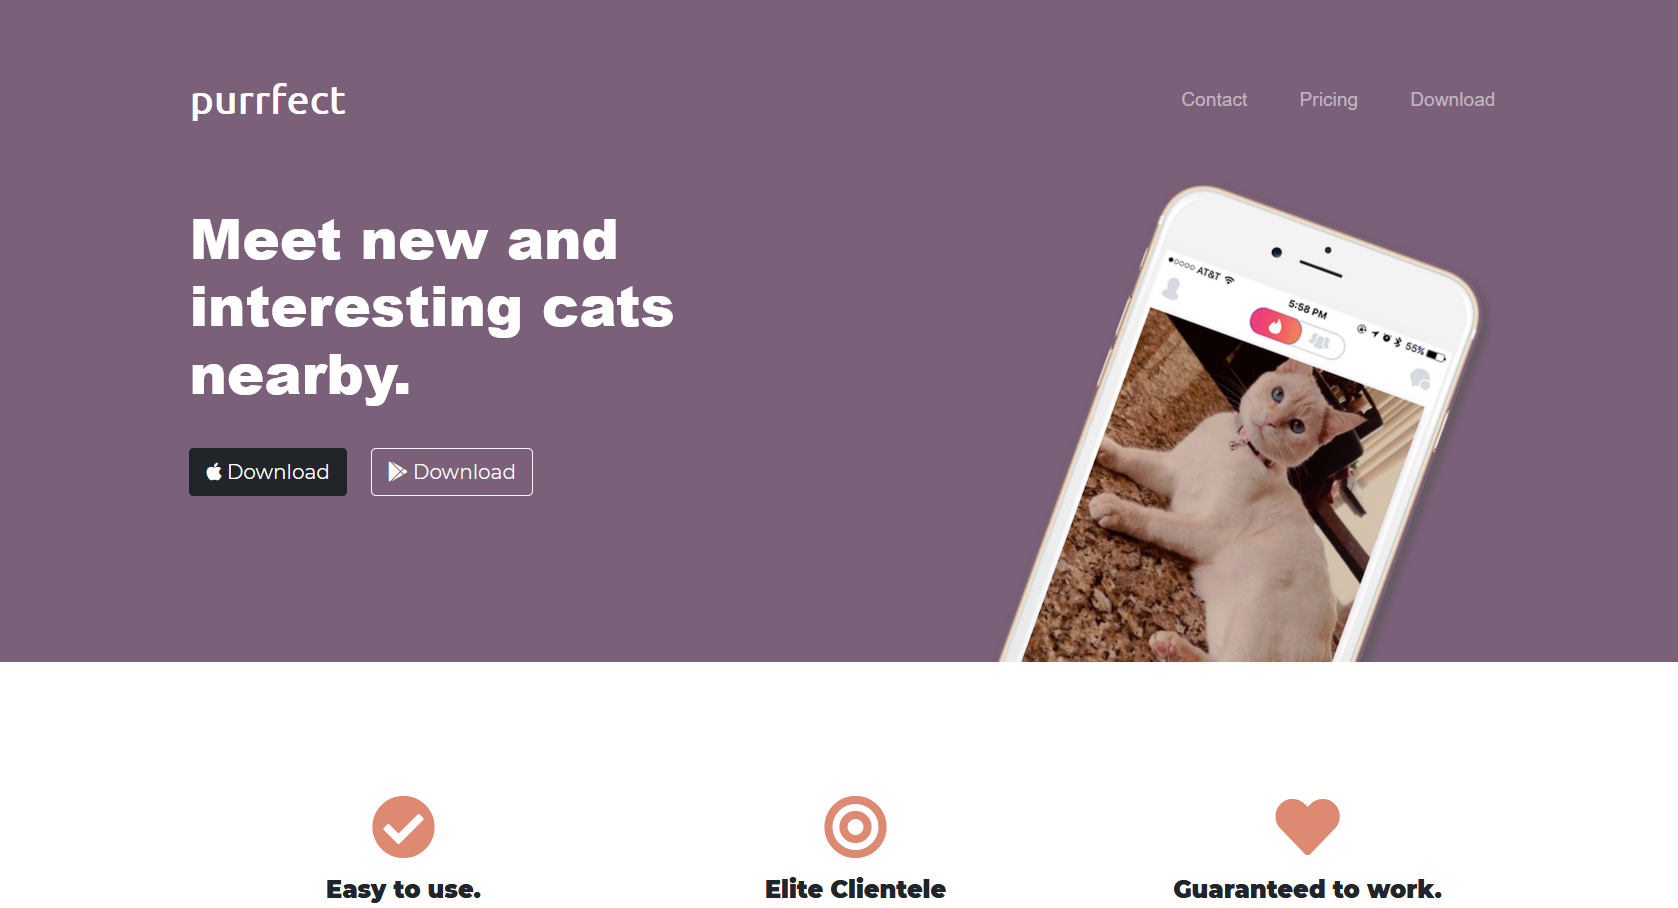 purrfect
Contact Pricing Download
Meet new and
interesting cats
nearby.
Download Download
AT&T
5:58 PM
55%
Easy to use.
Elite Clientele
Guaranteed to work.